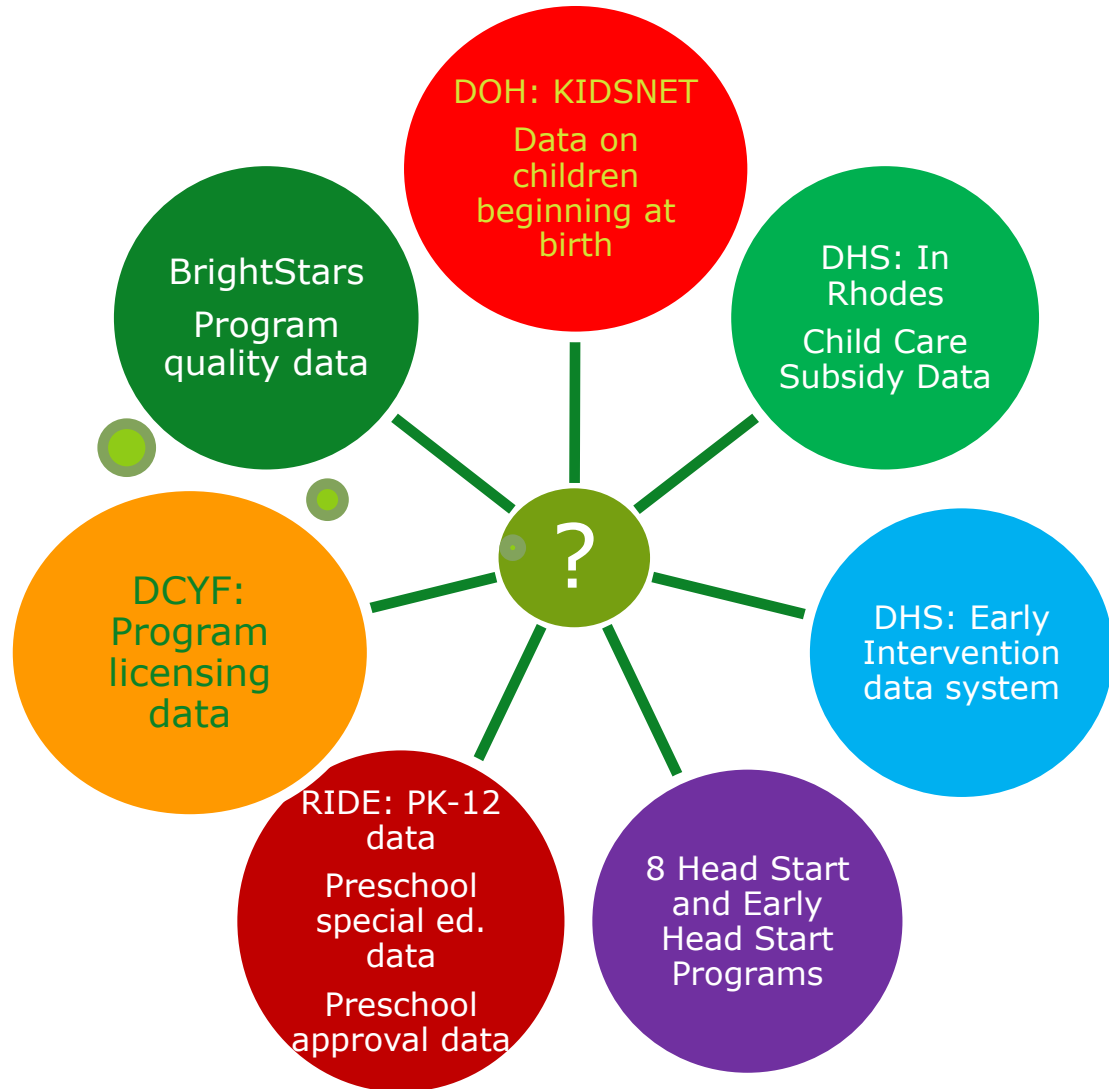 DOH: KIDSNET
Data on
children
beginning at
birth
DHS: In
Rhodes
Child Care
Subsidy Data
DHS: Early
Intervention
data system
8 Head Start
and Early
Head Start
Programs
RIDE: PK-12
data
Preschool
special ed.
data
Preschool
approval data
DCYF:
Program
licensing
data
BrightStars
Program
quality data
?